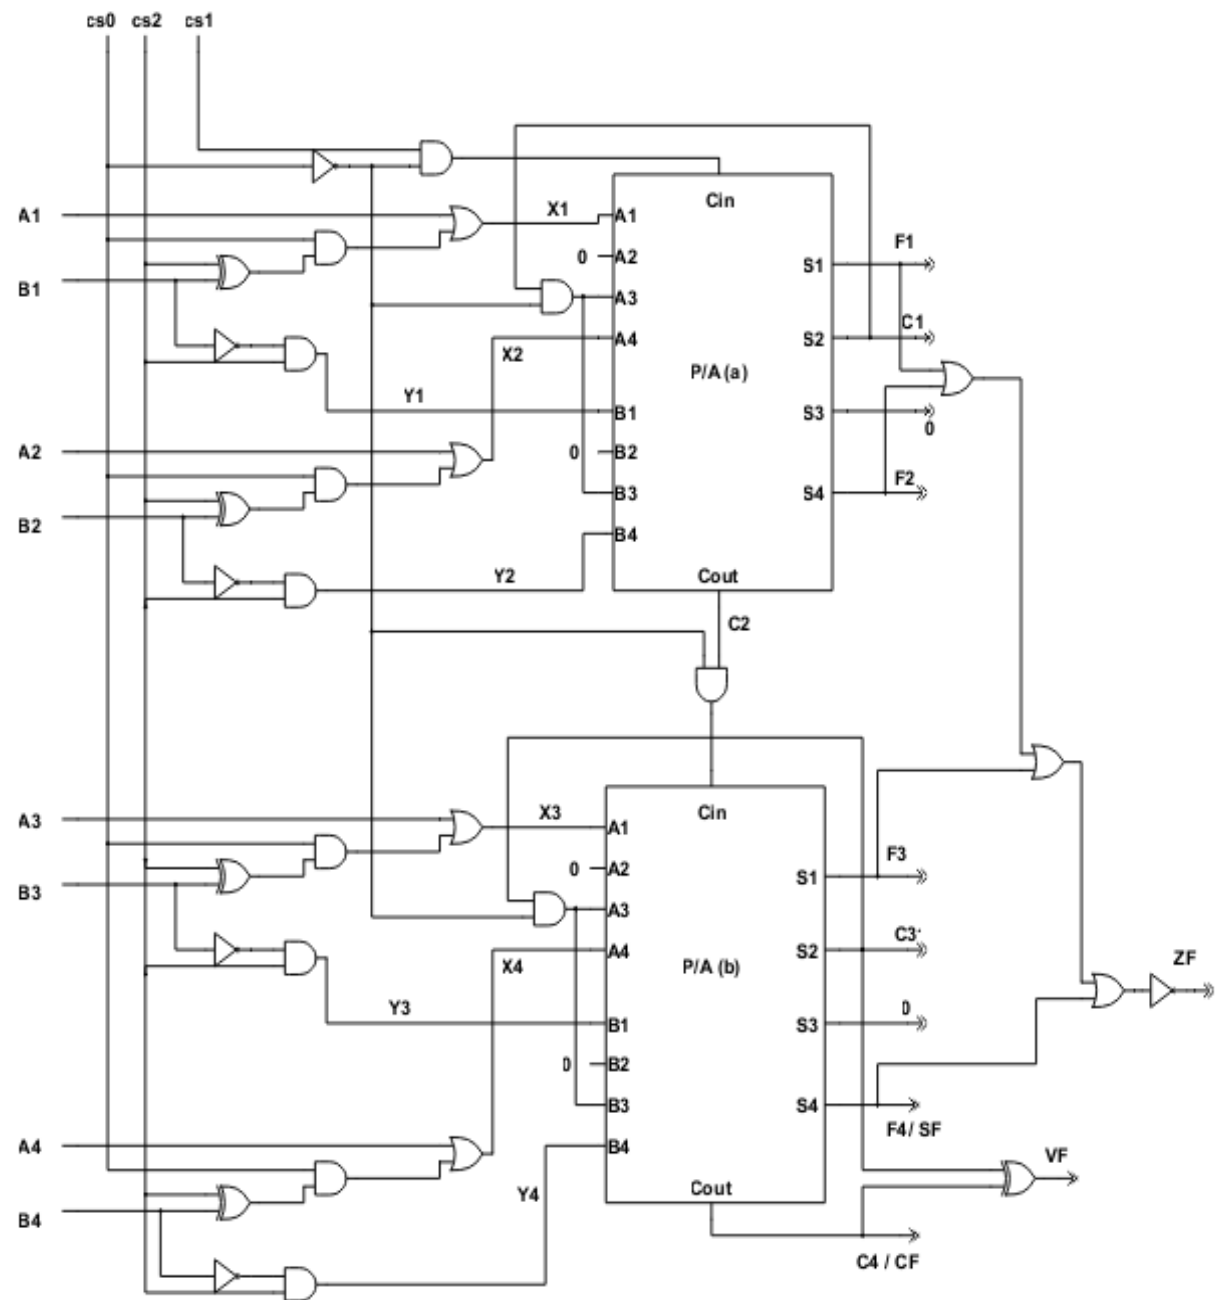 cs0 cs2 cs1
A1
X1
A1
Cin
F1
0
A2
S1
B1
A3
C1
X2
A4
S2
P/A (a)
Y1
B1
S3
0
A2
0
B2
F2
B3
S4
B2
B4
Y2
Cout
C2
A3
X3
A1
Cin
F3
0
A2
S1
B3
A3
C3
X4
A4
S2
ZF
P/A (b)
Y3
B1
S3
0
0
B2
B3
S4
F4/ SF
A4
B4
VF
Y4
Cout
B4
C4 / CF